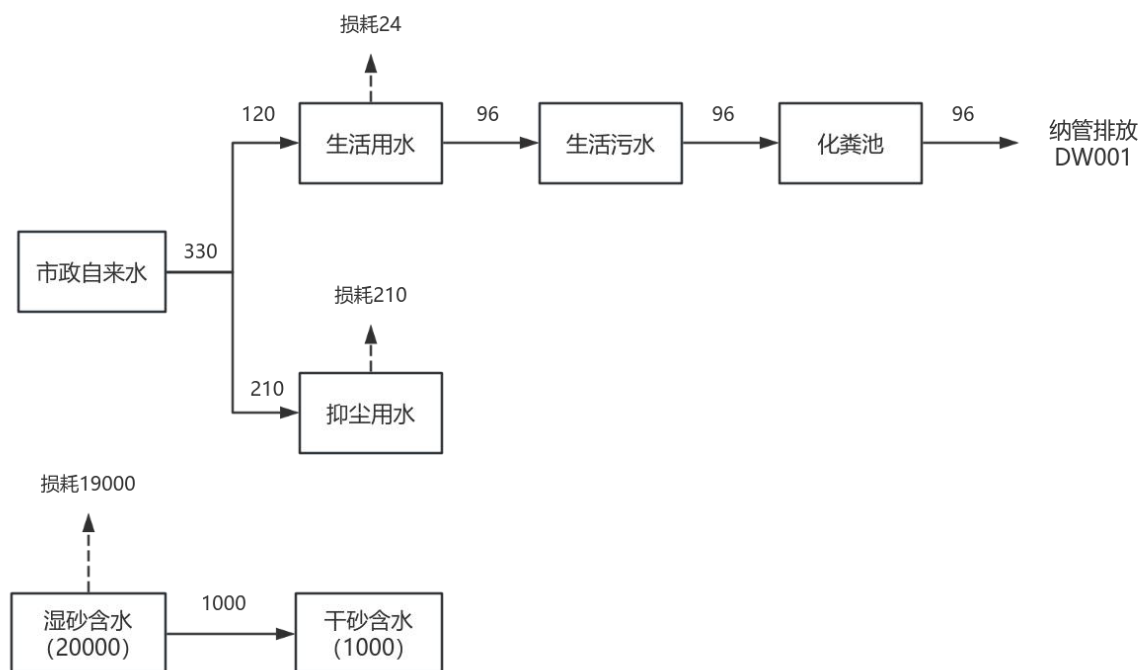 损耗24
120
生活用水
96
生活污水
96
化粪池
96
纳管排放
DW001
市政自来水
330
损耗210
210
抑尘用水
损耗19000
湿砂含水
（20000）
1000
干砂含水
（1000）